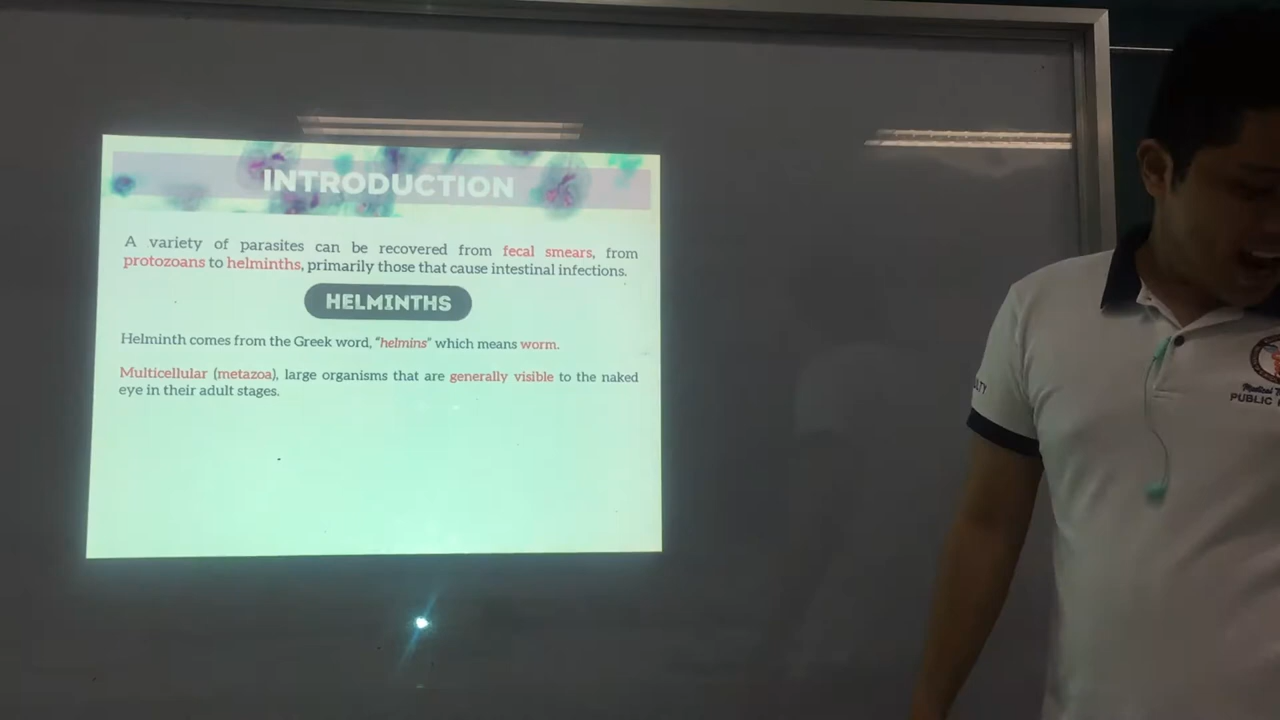 INTRODUCTION
A variety of parasites can be recovered from fecal smears, from
protozoans to helminths, primarily those that cause intestinal infections.
HELMINTHS
Helminth comes from the Greek word, "helmins" which means worm.
Multicellular (metazoa), large organisms that are generally visible to the naked
eye in their adult stages.
Medical
PUBLIC